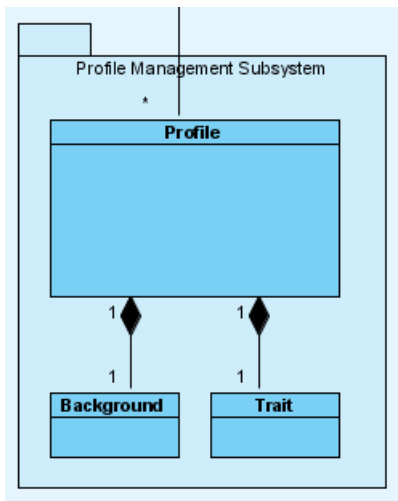 Profile Management Subsystem
*
Profile
1 1
1 1
Background Trait